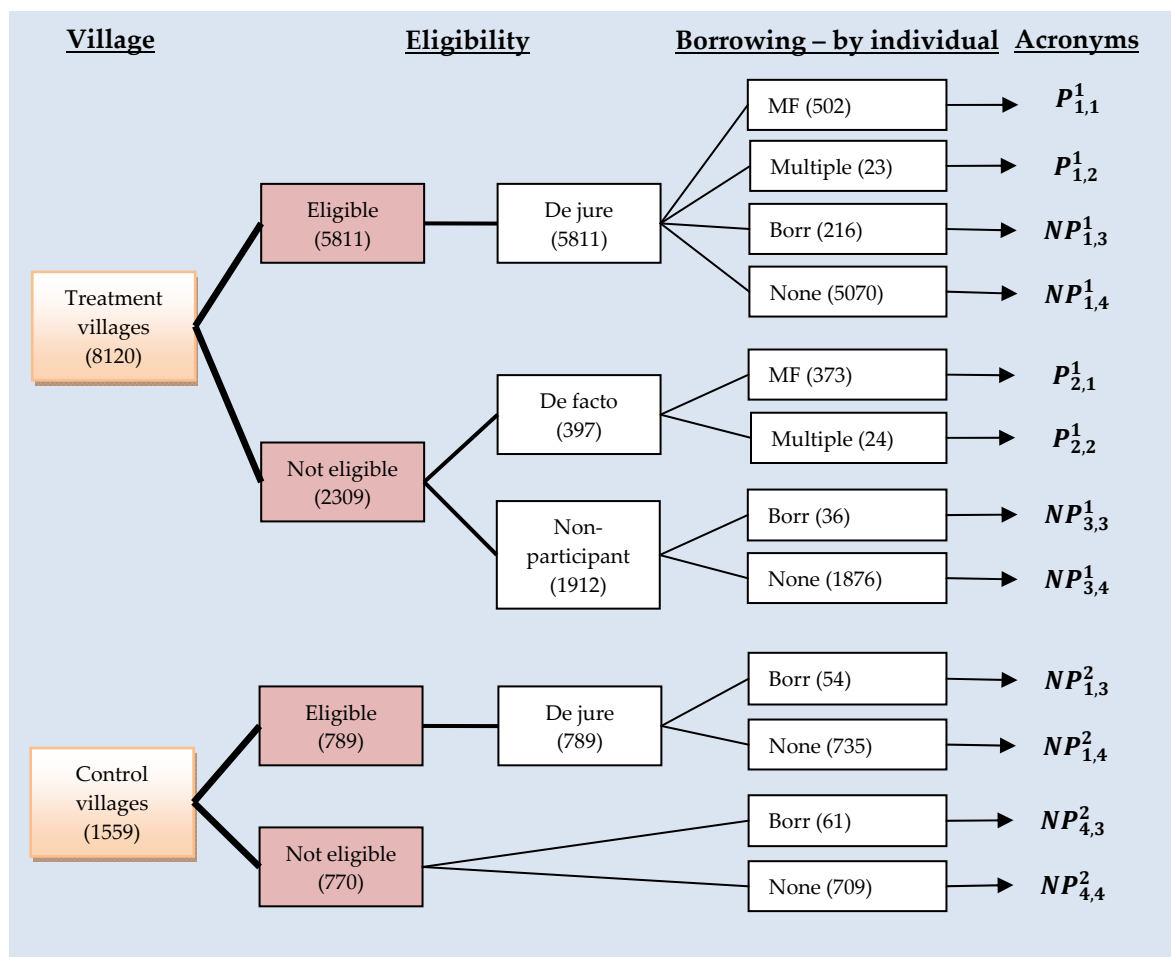 Village Eligibility Borrowing – by individual Acronyms
MF (502) P^1_{1,1}
Multiple (23) P^1_{1,2}
Eligible
(5811)
De jure
(5811)
Borr (216) NP^1_{1,3}
None (5070) NP^1_{1,4}
Treatment
villages
(8120)
MF (373) P^1_{2,1}
De facto
(397)
Multiple (24) P^1_{2,2}
Not eligible
(2309)
Borr (36) NP^1_{3,3}
Non-
participant
(1912)
None (1876) NP^1_{3,4}
Borr (54) NP^2_{1,3}
Eligible
(789)
De jure
(789)
None (735) NP^2_{1,4}
Control
villages
(1559)
Borr (61) NP^2_{4,3}
Not eligible
(770)
None (709) NP^2_{4,4}